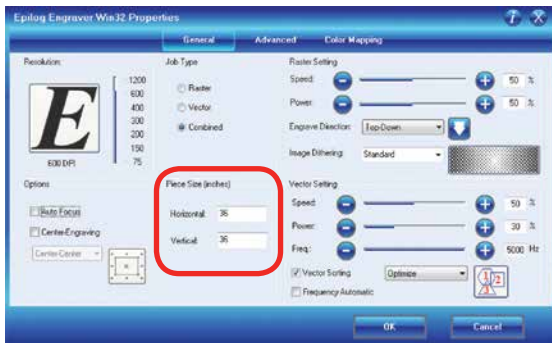 Epilog Engraver Win32 Properties
General Advanced Color Mapping
Resolution:
1200
600
400
300
200
150
75
E
600 DPI
Job Type
Raster
Vector
Combined
Raster Setting
Speed: 50 %
Power: 50 %
Engrave Direction: Top-Down
Image Dithering: Standard
Options
Auto Focus
Center-Engraving
Center-Center
Piece Size (inches)
Horizontal: 36
Vertical: 36
Vector Setting
Speed: 50 %
Power: 30 %
Freq.: 5000 Hz
Vector Sorting Optimize
1 2
3
Frequency Automatic
OK Cancel